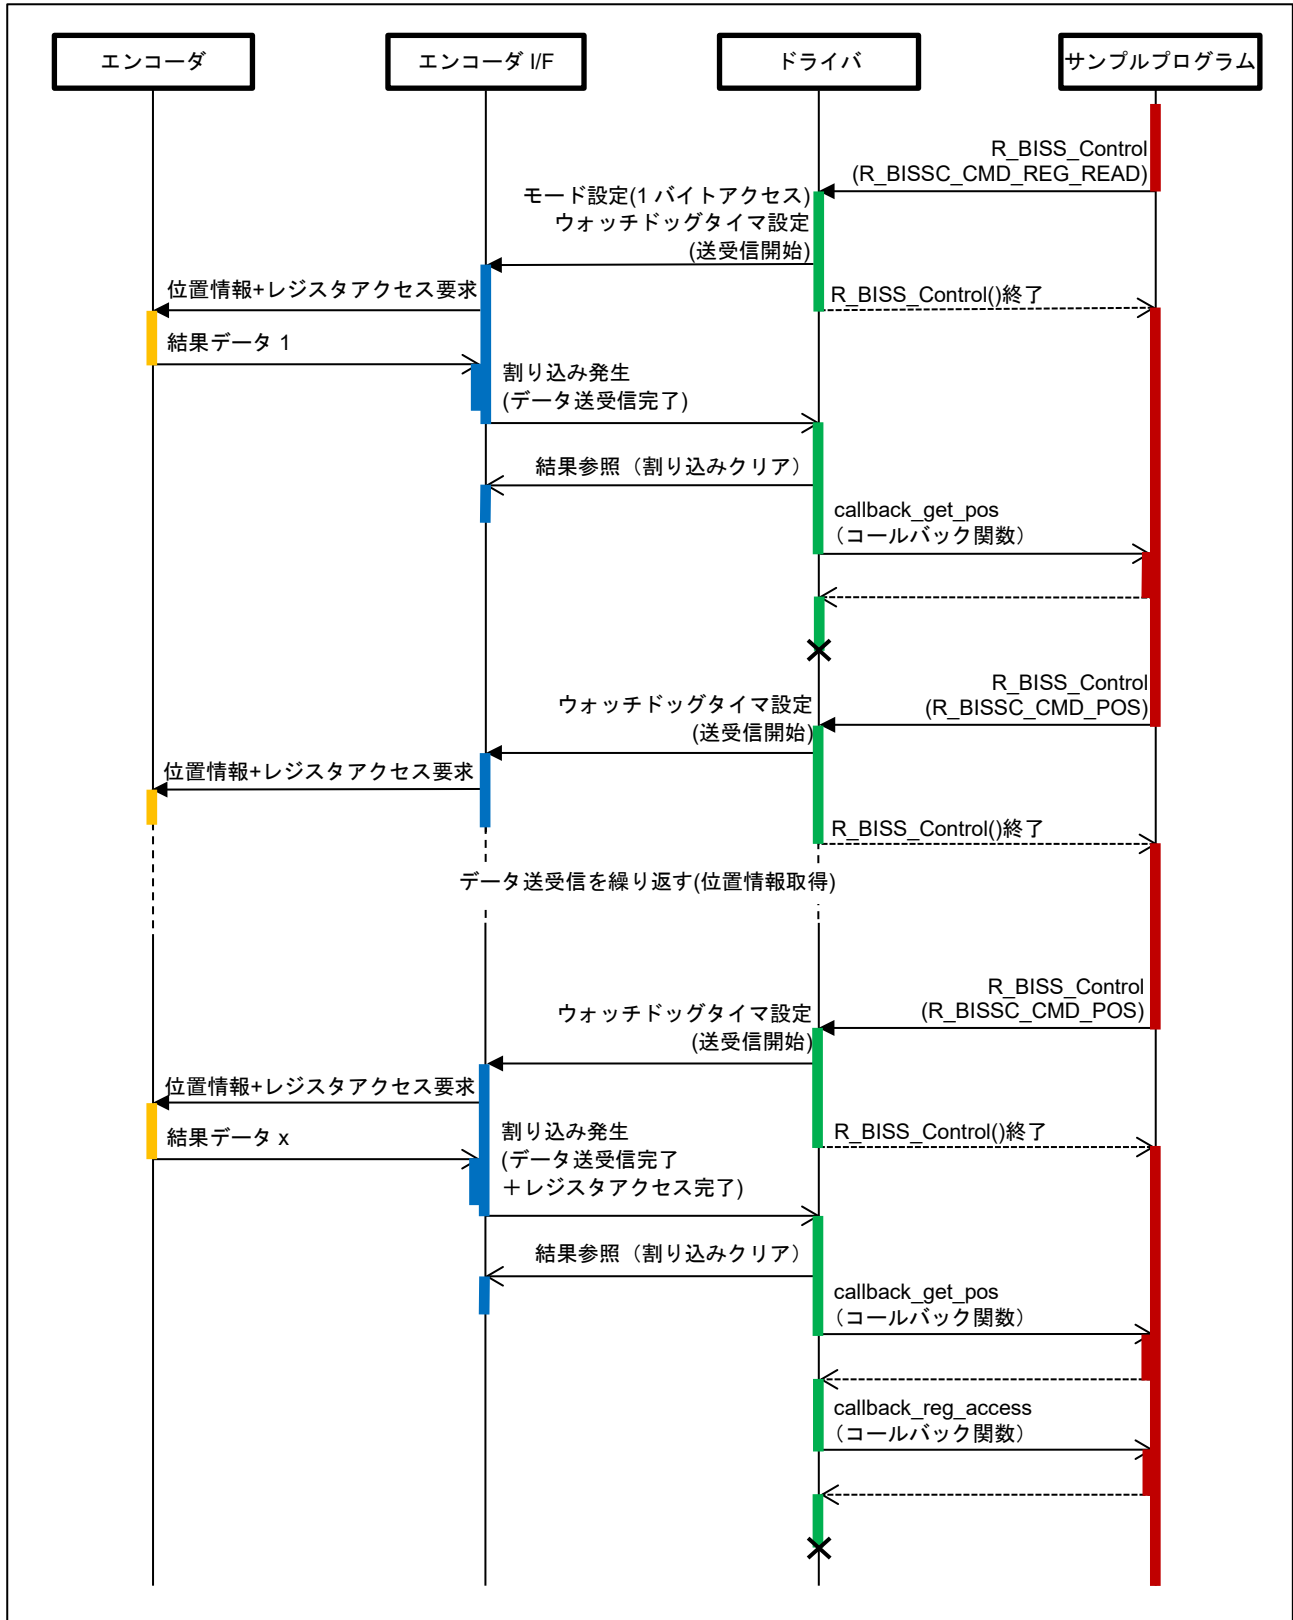 エンコーダ
エンコーダ I/F
ドライバ
サンプルプログラム
R_BISS_Control
(R_BISSC_CMD_REG_READ)
モード設定(1 バイトアクセス)
ウォッチドッグタイマ設定
(送受信開始)
位置情報+レジスタアクセス要求
R_BISS_Control()終了
結果データ 1
割り込み発生
(データ送受信完了)
結果参照（割り込みクリア）
callback_get_pos
（コールバック関数）
R_BISS_Control
(R_BISSC_CMD_POS)
ウォッチドッグタイマ設定
(送受信開始)
位置情報+レジスタアクセス要求
R_BISS_Control()終了
データ送受信を繰り返す(位置情報取得)
R_BISS_Control
(R_BISSC_CMD_POS)
ウォッチドッグタイマ設定
(送受信開始)
位置情報+レジスタアクセス要求
R_BISS_Control()終了
結果データ x
割り込み発生
(データ送受信完了
＋レジスタアクセス完了)
結果参照（割り込みクリア）
callback_get_pos
（コールバック関数）
callback_reg_access
（コールバック関数）